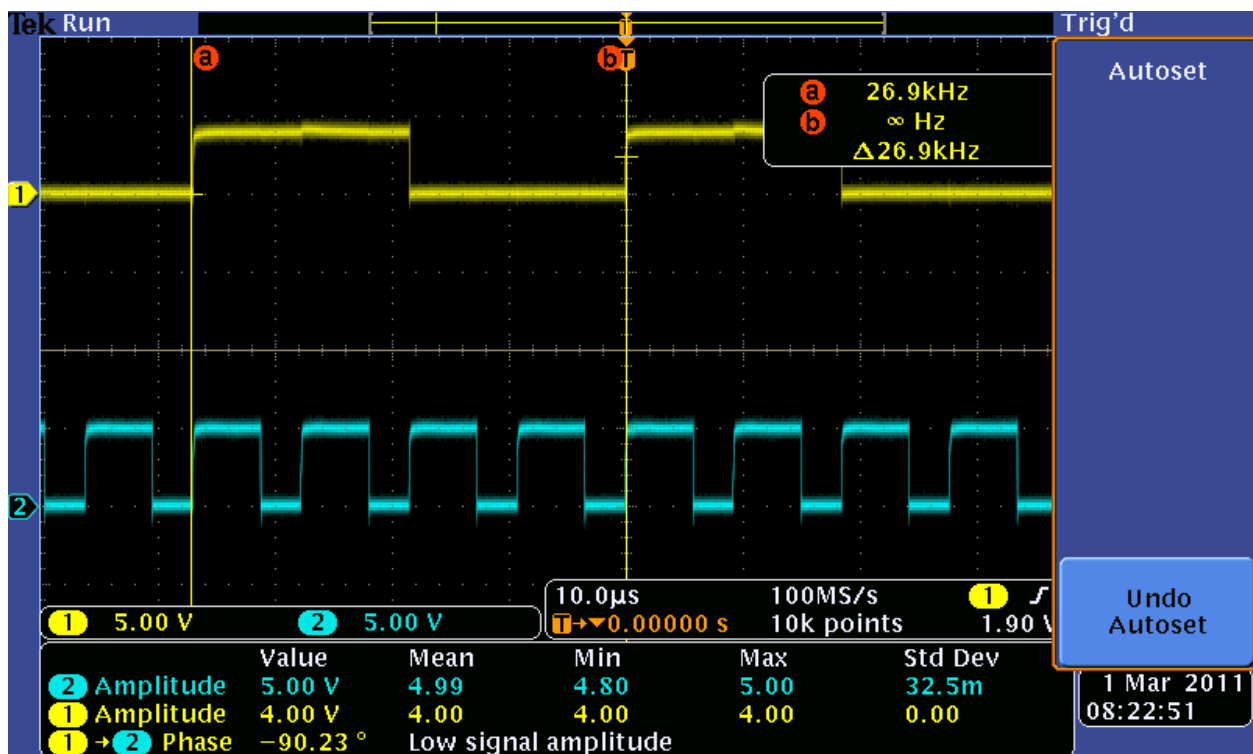 Tek Run Trig'd
T
a b T
a 26.9kHz
b ∞ Hz
Δ26.9kHz
Autoset
1
2
10.0µs 100MS/s 1 ʃ
T→▼0.00000 s 10k points 1.90 V
1 5.00 V 2 5.00 V
Undo
Autoset
Value Mean Min Max Std Dev
2 Amplitude 5.00 V 4.99 4.80 5.00 32.5m
1 Amplitude 4.00 V 4.00 4.00 4.00 0.00
1 → 2 Phase −90.23 ° Low signal amplitude
1 Mar 2011
08:22:51